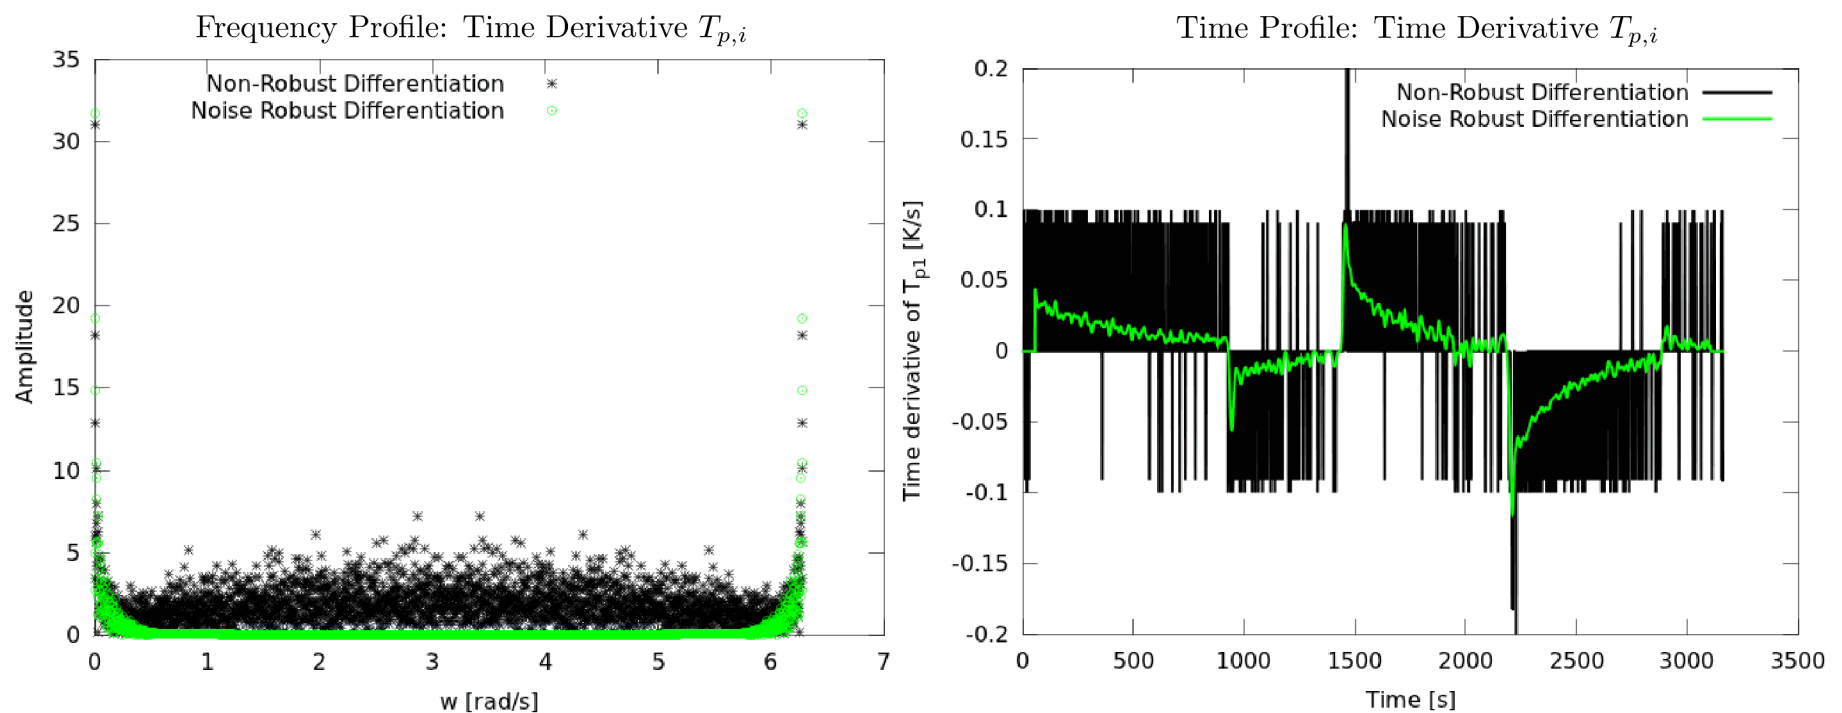 Frequency Profile: Time Derivative T_{p,i}
Non-Robust Differentiation
Noise Robust Differentiation
Amplitude
35
30
25
20
15
10
5
0
0 1 2 3 4 5 6 7
w [rad/s]
Time Profile: Time Derivative T_{p,i}
Non-Robust Differentiation
Noise Robust Differentiation
Time derivative of T_{p1} [K/s]
0.2
0.15
0.1
0.05
0
-0.05
-0.1
-0.15
-0.2
0 500 1000 1500 2000 2500 3000 3500
Time [s]